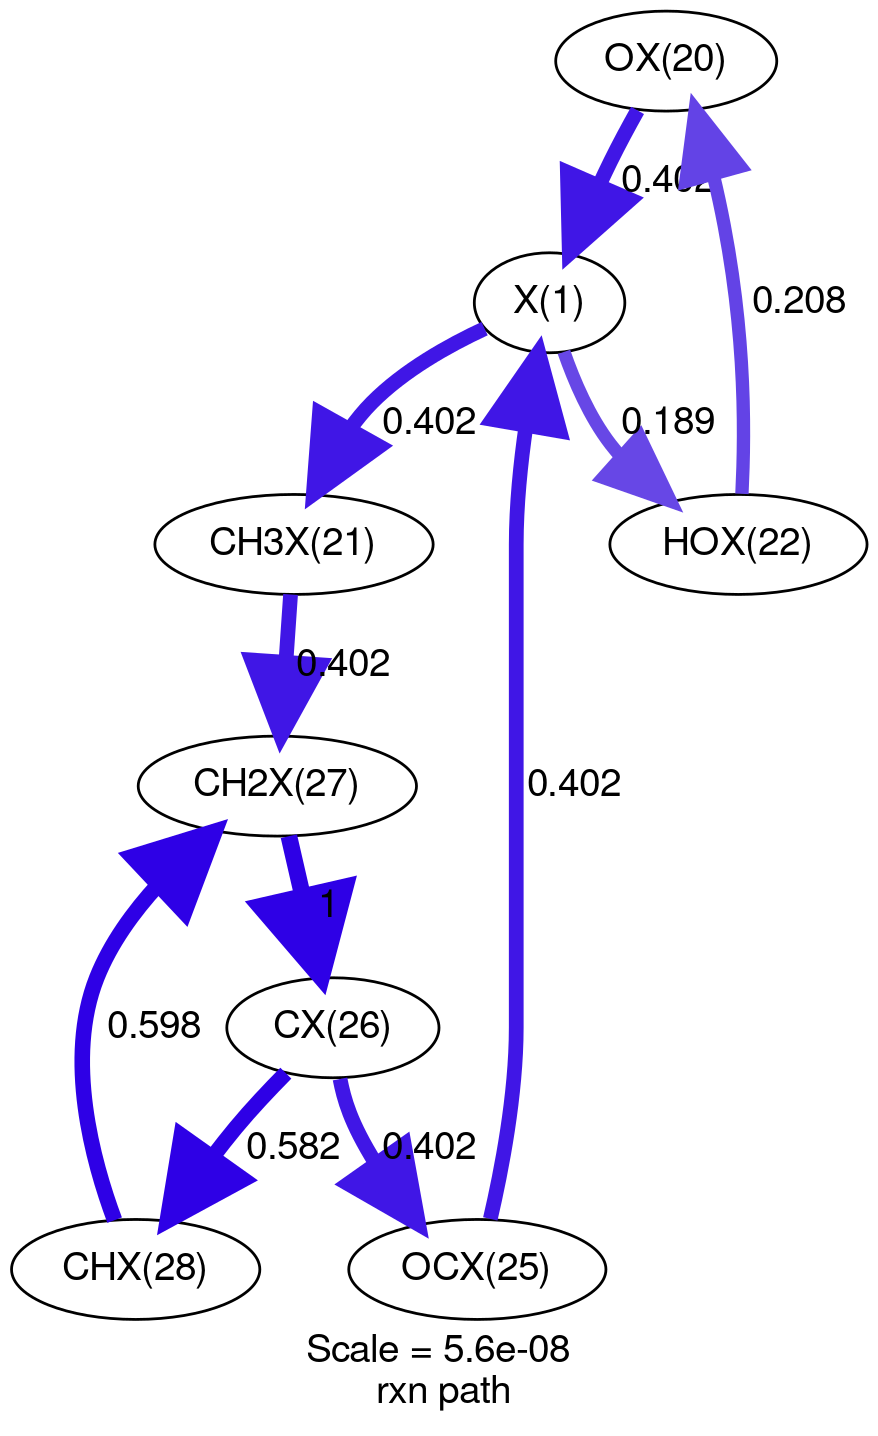 OX(20)
0.402
X(1)
0.208
0.402
0.189
CH3X(21)
HOX(22)
0.402
CH2X(27)
0.402
1
CX(26)
0.598
0.582
0.402
CHX(28)
OCX(25)
Scale = 5.6e-08
rxn path